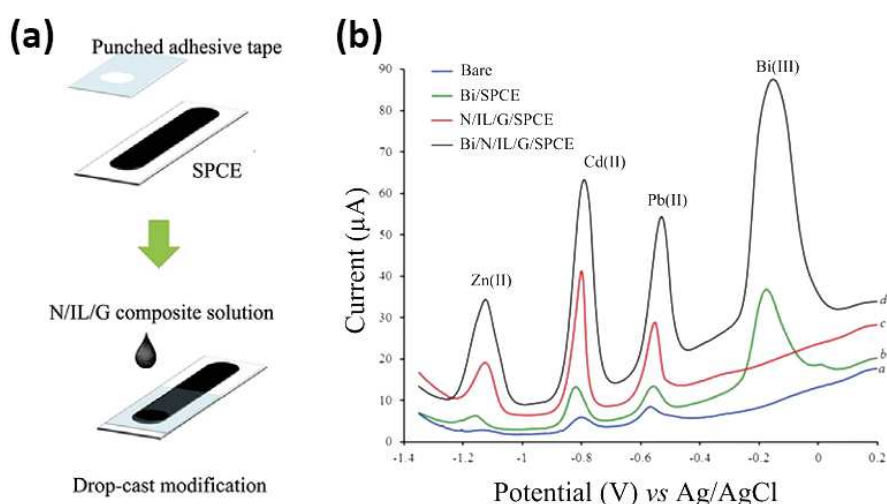 (a)
Punched adhesive tape
SPCE
N/IL/G composite solution
Drop-cast modification
(b)
Bare
Bi/SPCE
N/IL/G/SPCE
Bi/N/IL/G/SPCE
Zn(II)
Cd(II)
Pb(II)
Bi(III)
d
c
b
a
Current (µA)
90
80
70
60
50
40
30
20
10
0
-1.4
-1.2
-1
-0.8
-0.6
-0.4
-0.2
0
0.2
Potential (V) vs Ag/AgCl